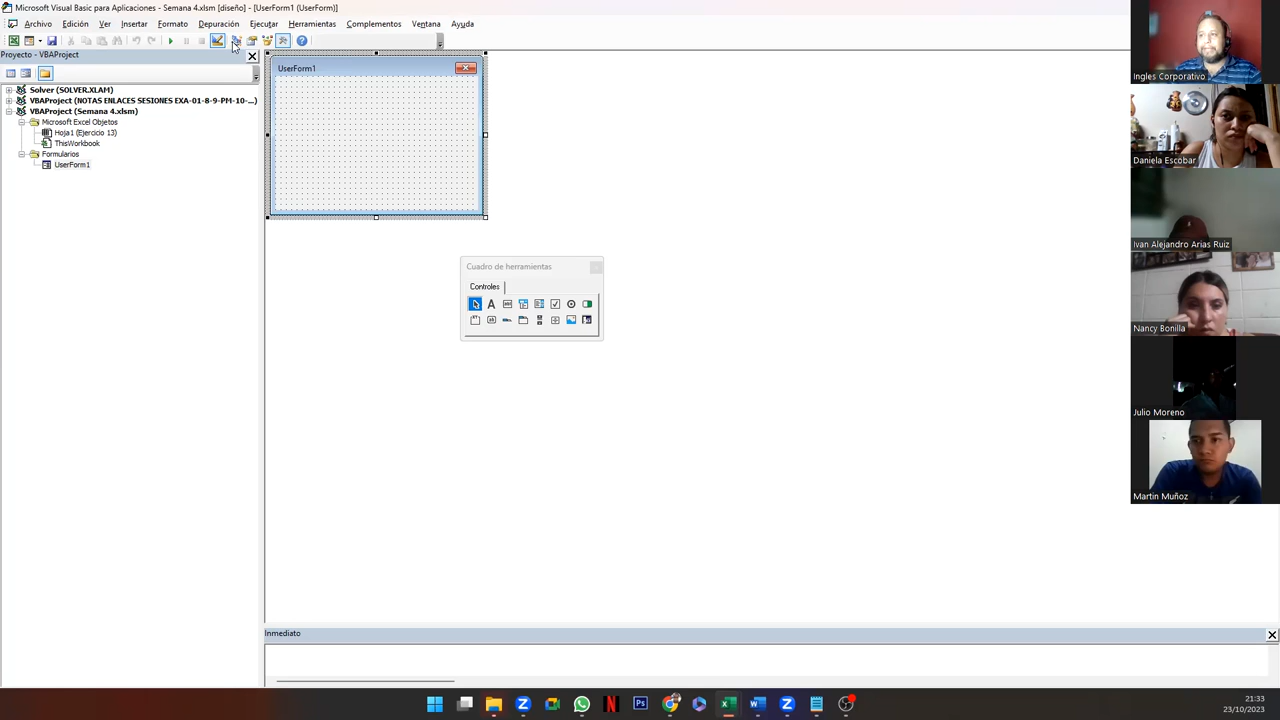 Microsoft Visual Basic para Aplicaciones - Semana 4.xlsm [diseño] - [UserForm1 (UserForm)]
Archivo Edición Ver Insertar Formato Depuración Ejecutar Herramientas Complementos Ventana Ayuda
Proyecto - VBAProject
Solver (SOLVER.XLAM)
VBAProject (NOTAS ENLACES SESIONES EXA-01-8-9-PM-10-...)
VBAProject (Semana 4.xlsm)
Microsoft Excel Objetos
Hoja1 (Ejercicio 13)
ThisWorkbook
Formularios
UserForm1
UserForm1
Cuadro de herramientas
Controles
Inmediato
Ingles Corporativo
Daniela Escobar
Ivan Alejandro Arias Ruiz
Nancy Bonilla
Julio Moreno
Martin Muñoz
21:33
23/10/2023